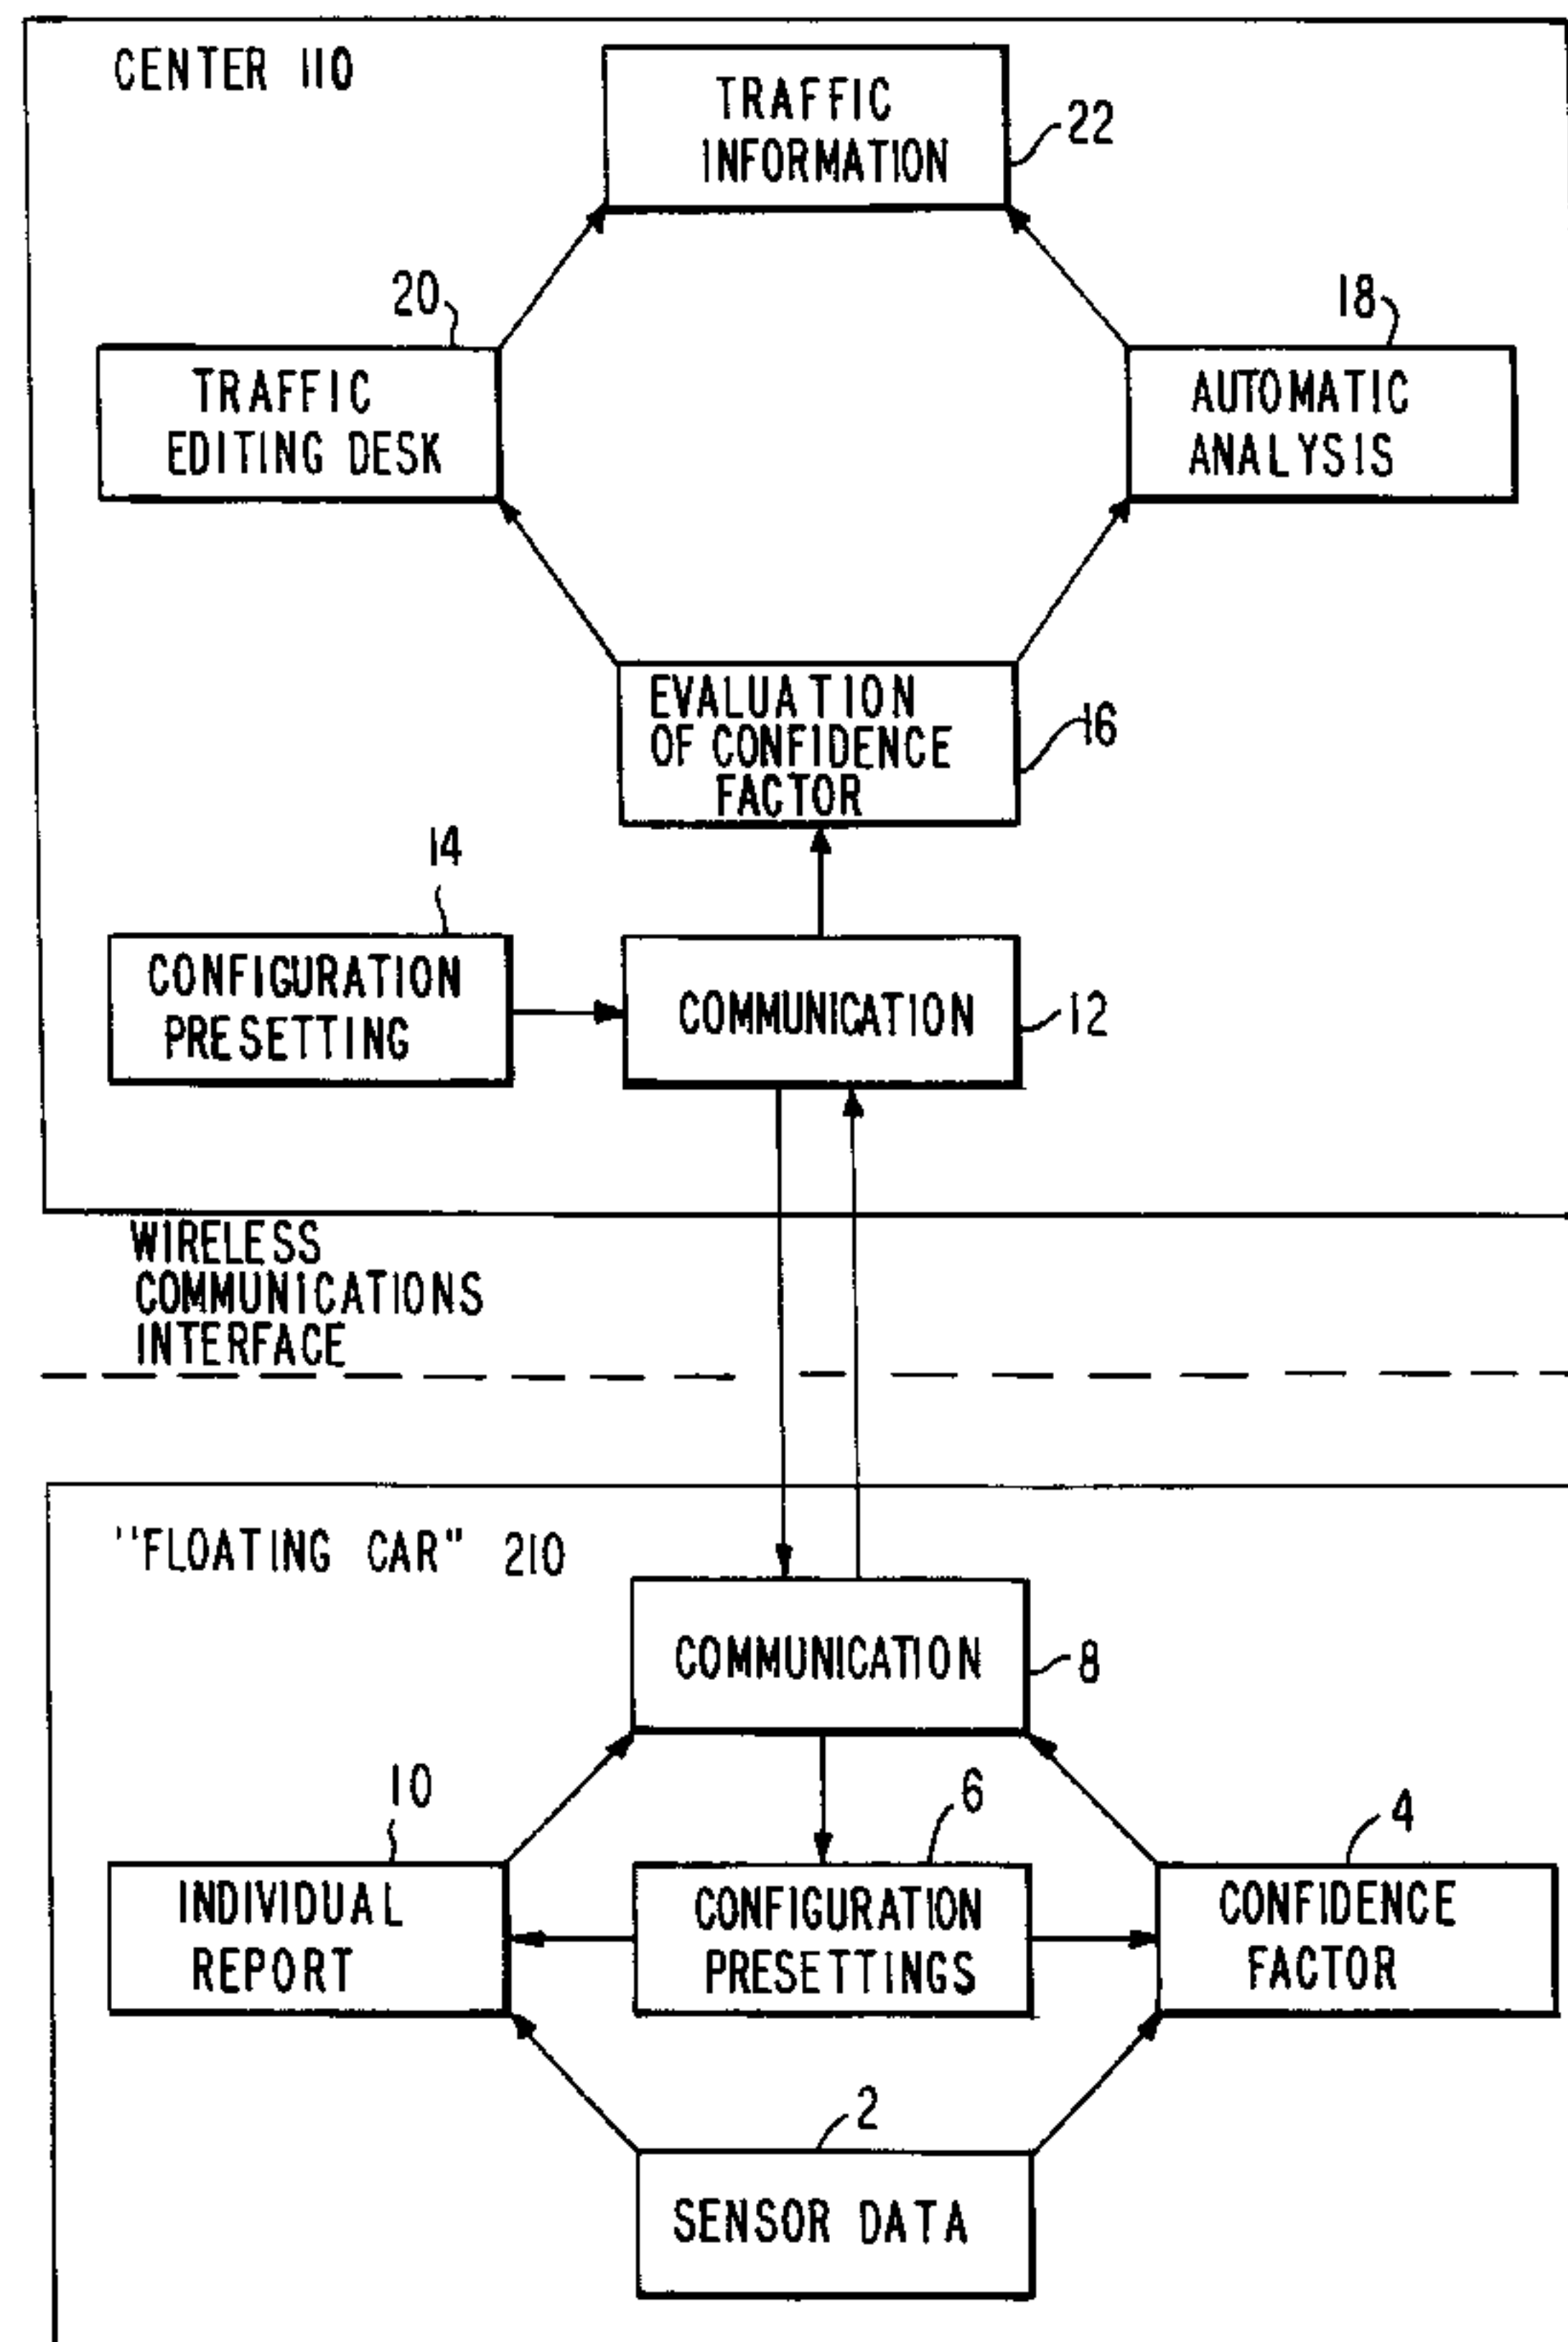 CENTER 110
TRAFFIC
INFORMATION
22
20
18
TRAFFIC
EDITING DESK
AUTOMATIC
ANALYSIS
EVALUATION
OF CONFIDENCE
FACTOR
16
14
CONFIGURATION
PRESETTING
COMMUNICATION
12
WIRELESS
COMMUNICATIONS
INTERFACE
"FLOATING CAR" 210
COMMUNICATION
8
10
6
4
INDIVIDUAL
REPORT
CONFIGURATION
PRESETTINGS
CONFIDENCE
FACTOR
2
SENSOR DATA